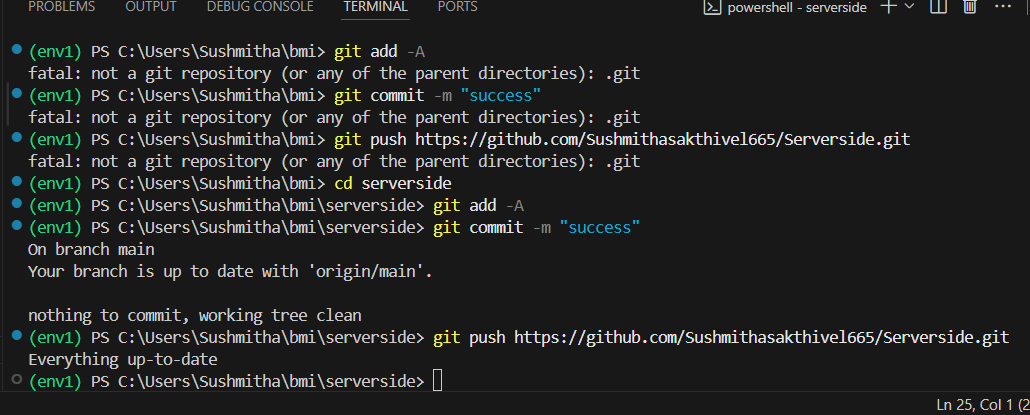 PROBLEMS OUTPUT DEBUG CONSOLE TERMINAL PORTS powershell - serverside
(env1) PS C:\Users\Sushmitha\bmi> git add -A
fatal: not a git repository (or any of the parent directories): .git
(env1) PS C:\Users\Sushmitha\bmi> git commit -m "success"
fatal: not a git repository (or any of the parent directories): .git
(env1) PS C:\Users\Sushmitha\bmi> git push https://github.com/Sushmithasakthivel665/Serverside.git
fatal: not a git repository (or any of the parent directories): .git
(env1) PS C:\Users\Sushmitha\bmi> cd serverside
(env1) PS C:\Users\Sushmitha\bmi\serverside> git add -A
(env1) PS C:\Users\Sushmitha\bmi\serverside> git commit -m "success"
On branch main
Your branch is up to date with 'origin/main'.
nothing to commit, working tree clean
(env1) PS C:\Users\Sushmitha\bmi\serverside> git push https://github.com/Sushmithasakthivel665/Serverside.git
Everything up-to-date
(env1) PS C:\Users\Sushmitha\bmi\serverside>
Ln 25, Col 1 (2